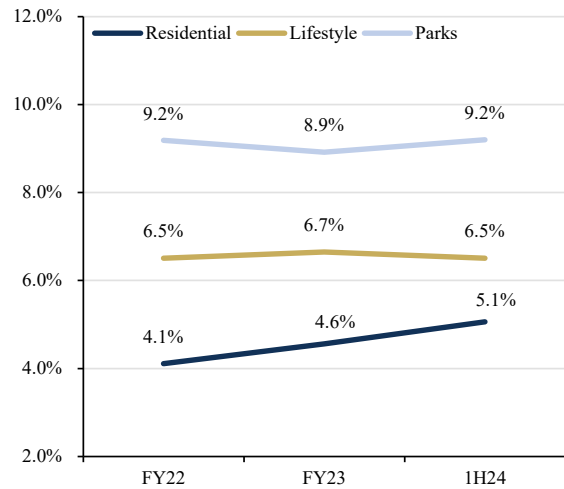 12.0%
Residential Lifestyle Parks
10.0%
9.2% 8.9% 9.2%
8.0%
6.5% 6.7% 6.5%
6.0%
4.1% 4.6% 5.1%
4.0%
2.0%
FY22 FY23 1H24